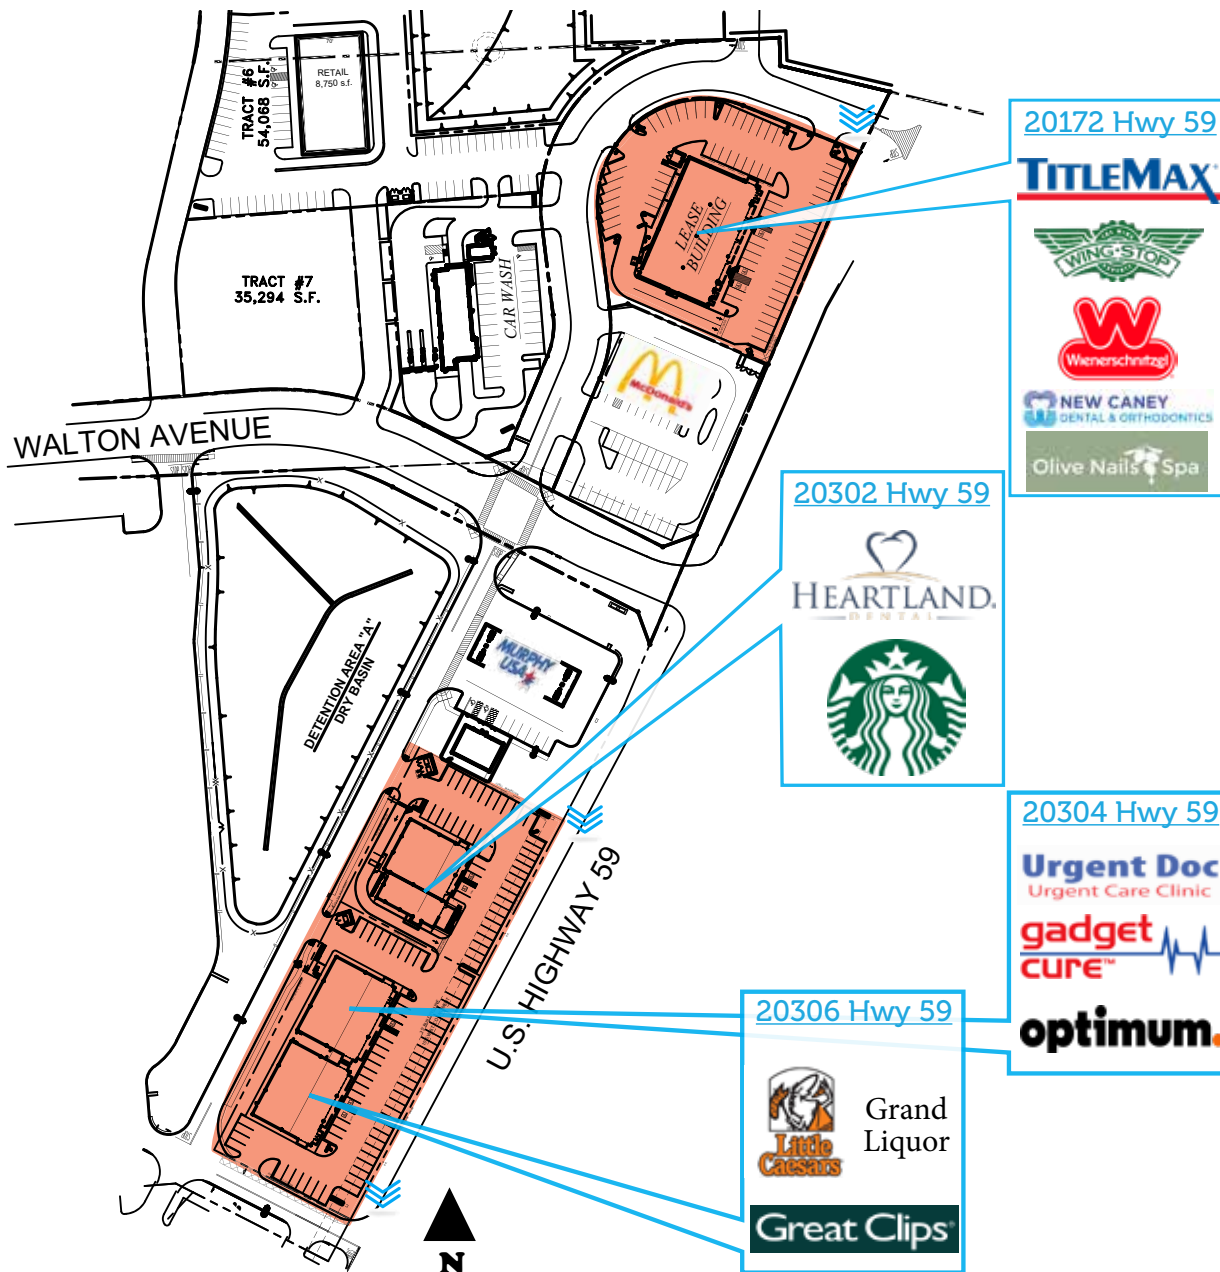 TRACT #6
54,068 S.F.
RETAIL
8,750 s.f.
TRACT #7
35,294 S.F.
CAR WASH
LEASE
BUILDING
McDonald's
WALTON AVENUE
DETENTION AREA "A"
DRY BASIN
MURPHY
USA
U.S. HIGHWAY 59
N
20172 Hwy 59
TITLEMAX
WING STOP
W
Wienerschnitzel
NEW CANEY
DENTAL & ORTHODONTICS
Olive Nails Spa
20302 Hwy 59
HEARTLAND
DENTAL
20304 Hwy 59
Urgent Doc
Urgent Care Clinic
gadget
cure™
optimum.
20306 Hwy 59
Little
Caesars
Grand
Liquor
Great Clips